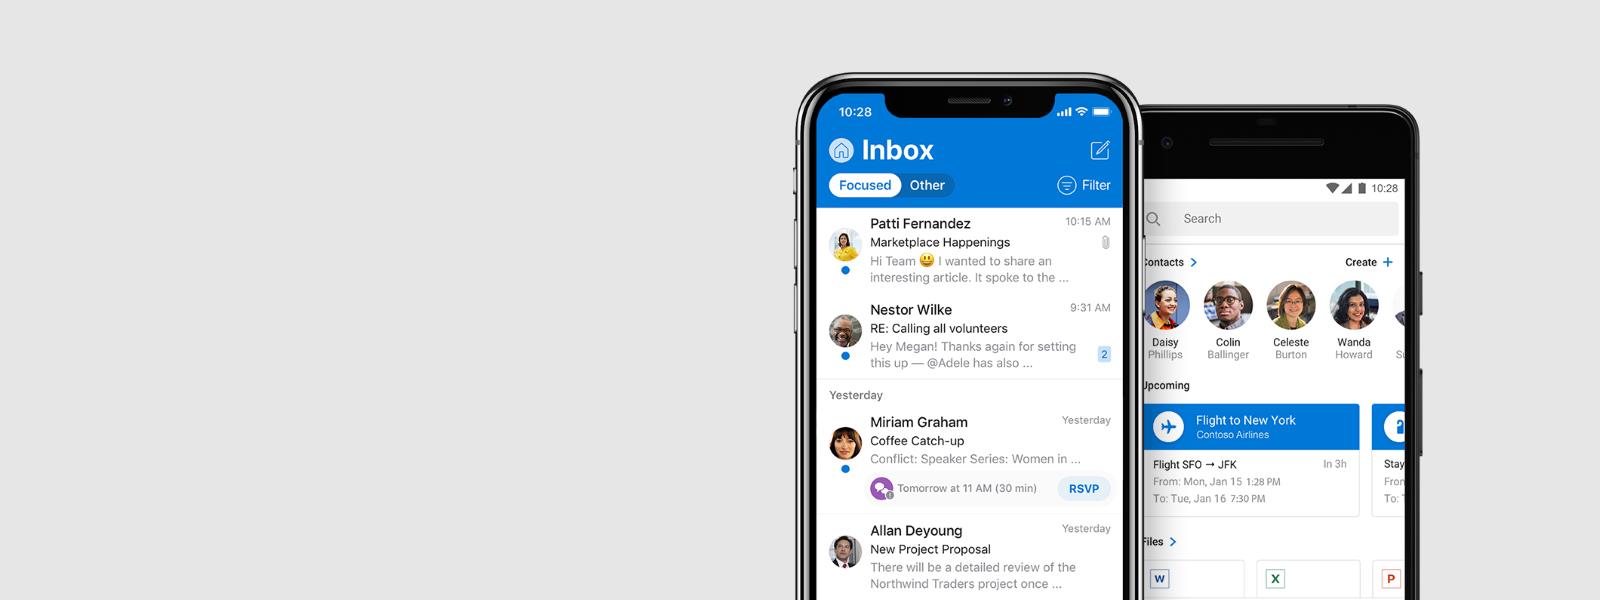 10:28
Inbox
Focused
Other
Filter
Patti Fernandez
10:15 AM
Marketplace Happenings
Hi Team 😃 I wanted to share an
interesting article. It spoke to the ...
Nestor Wilke
9:31 AM
RE: Calling all volunteers
Hey Megan! Thanks again for setting
this up — @Adele has also ...
2
Yesterday
Miriam Graham
Yesterday
Coffee Catch-up
Conflict: Speaker Series: Women in ...
Tomorrow at 11 AM (30 min)
RSVP
Allan Deyoung
Yesterday
New Project Proposal
There will be a detailed review of the
Northwind Traders project once ...
10:28
Search
Contacts
Create +
Daisy
Phillips
Colin
Ballinger
Celeste
Burton
Wanda
Howard
Upcoming
Flight to New York
Contoso Airlines
Flight SFO → JFK
In 3h
From: Mon, Jan 15 1:28 PM
To: Tue, Jan 16 7:30 PM
Stay
To:
Files
W
X
P